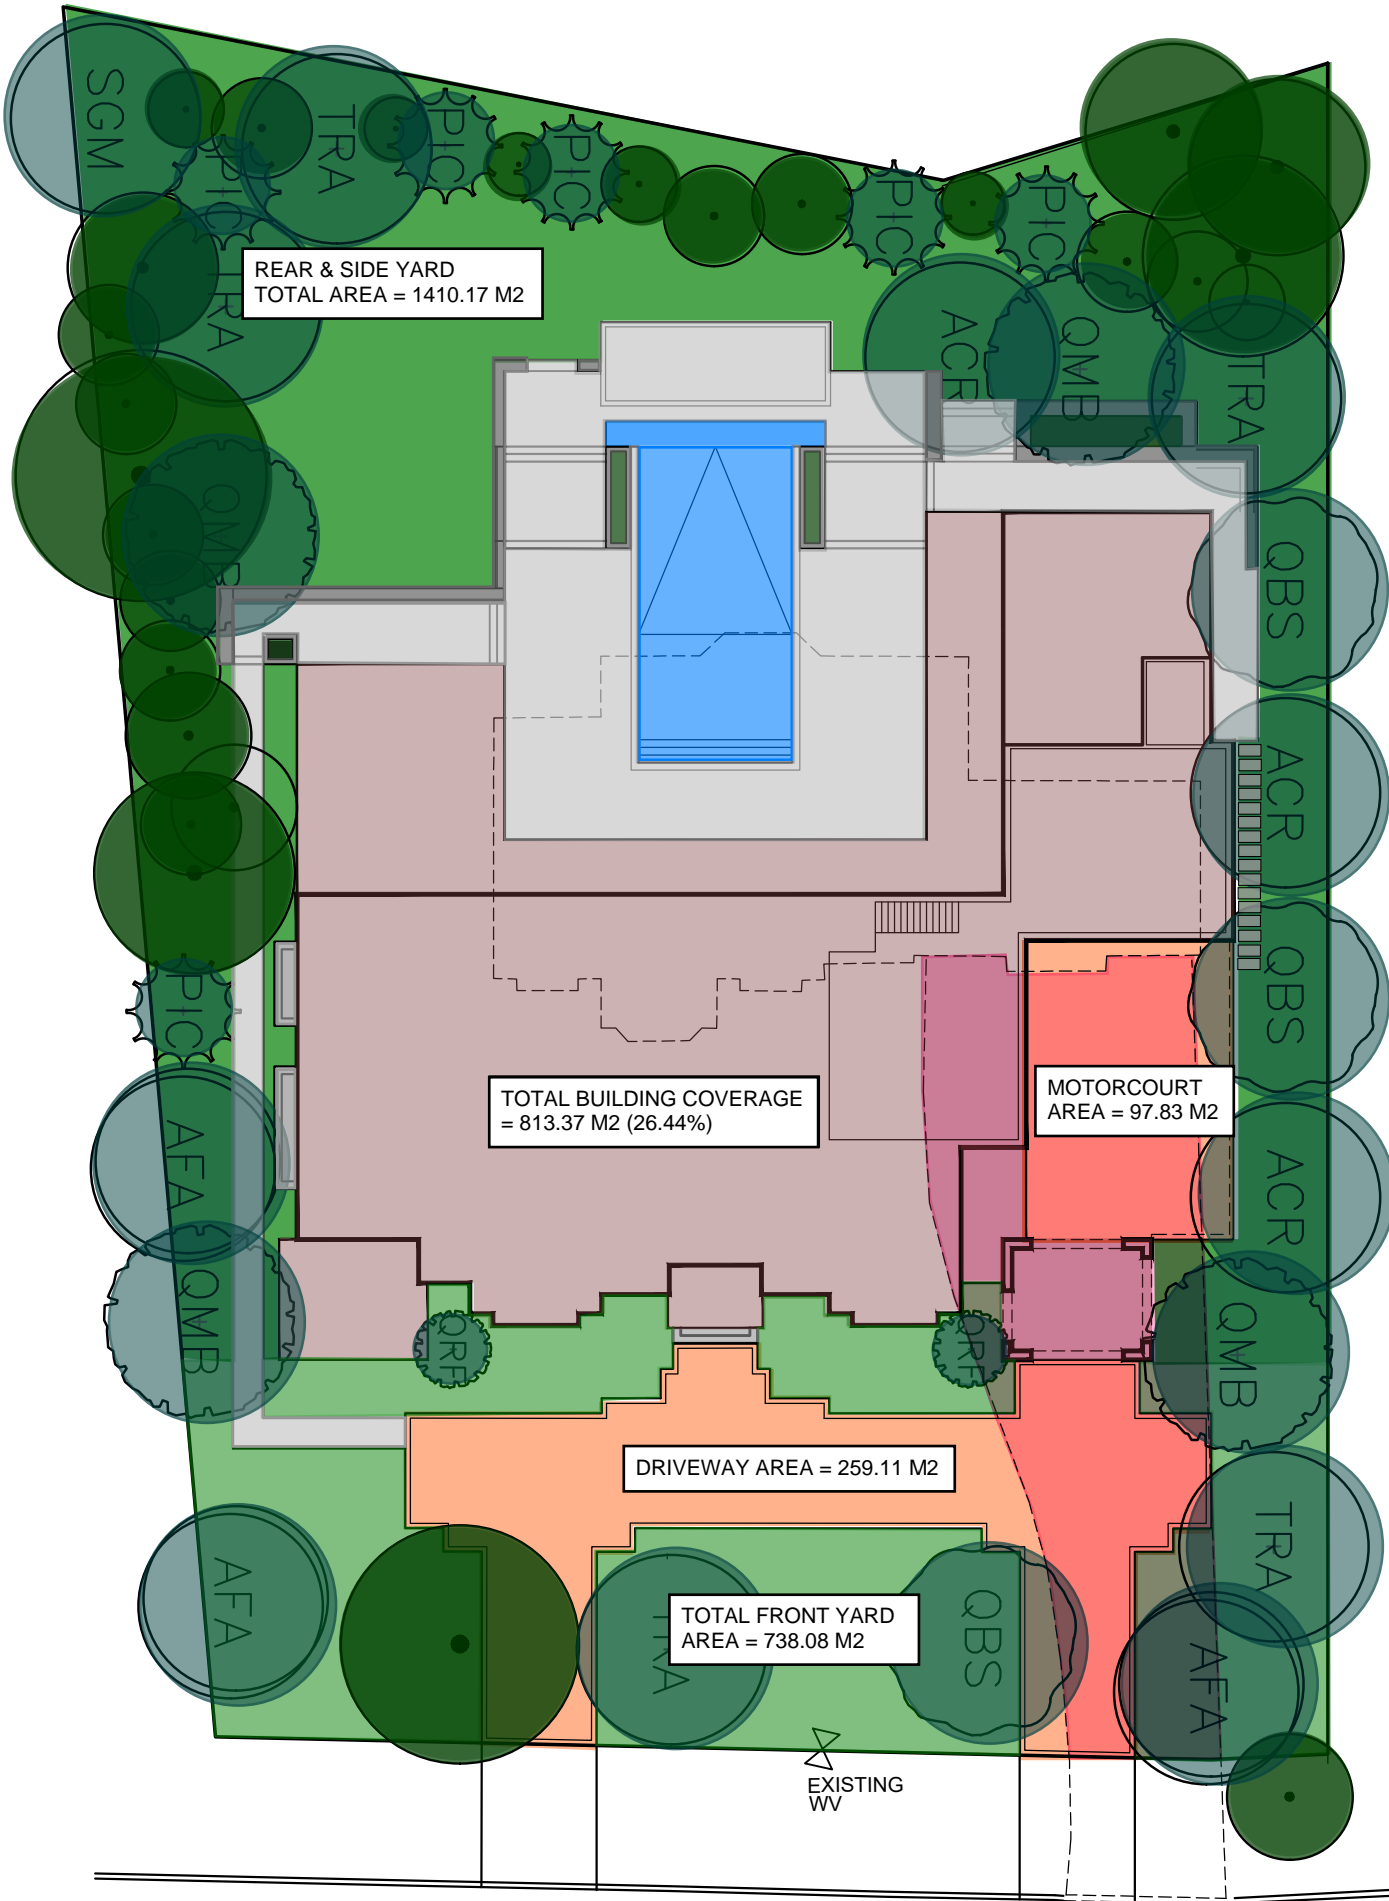 SGM
TRA
PIC
PIC
PIC
PIC
PIC
TRA
REAR & SIDE YARD
TOTAL AREA = 1410.17 M2
ACR
QMB
TRA
QMB
QBS
ACR
PIC
QBS
TOTAL BUILDING COVERAGE
= 813.37 M2 (26.44%)
MOTORCOURT
AREA = 97.83 M2
AFA
ACR
QMB
QRF
QRF
QMB
DRIVEWAY AREA = 259.11 M2
TRA
AFA
TRA
TOTAL FRONT YARD
AREA = 738.08 M2
QBS
AFA
EXISTING
WV